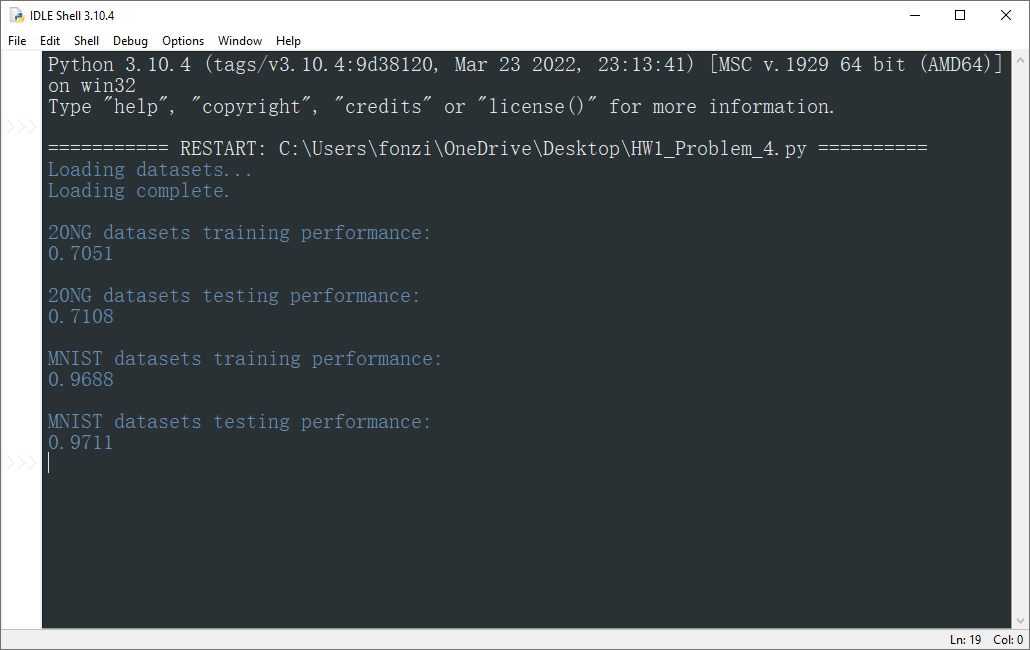 IDLE Shell 3.10.4
File Edit Shell Debug Options Window Help
Python 3.10.4 (tags/v3.10.4:9d38120, Mar 23 2022, 23:13:41) [MSC v.1929 64 bit (AMD64)]
on win32
Type "help", "copyright", "credits" or "license()" for more information.
>>>
=========== RESTART: C:\Users\fonzi\OneDrive\Desktop\HW1_Problem_4.py ==========
Loading datasets...
Loading complete.
20NG datasets training performance:
0.7051
20NG datasets testing performance:
0.7108
MNIST datasets training performance:
0.9688
MNIST datasets testing performance:
0.9711
>>>
Ln: 19 Col: 0